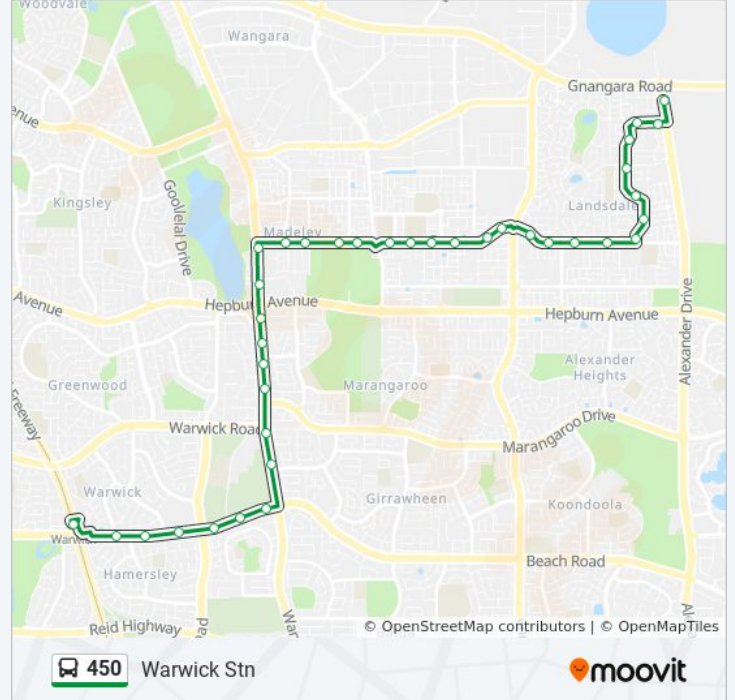 Woodvale
Wangara
Gnangara Road
enue
Kingsley
Goollelal Drive
Landsdale
Madeley
Avenue
Hepburn Avenue
Hepburn Avenue
Alexander Drive
Alexander
Heights
Greenwood
Marangaroo
Freeway
Warwick Road
Marangaroo Drive
Warwick
Girrawheen
Koondoola
Warwick
Beach Road
Hamersley
Reid Highway
© OpenStreetMap contributors | © OpenMapTiles
450 Warwick Stn
moovit